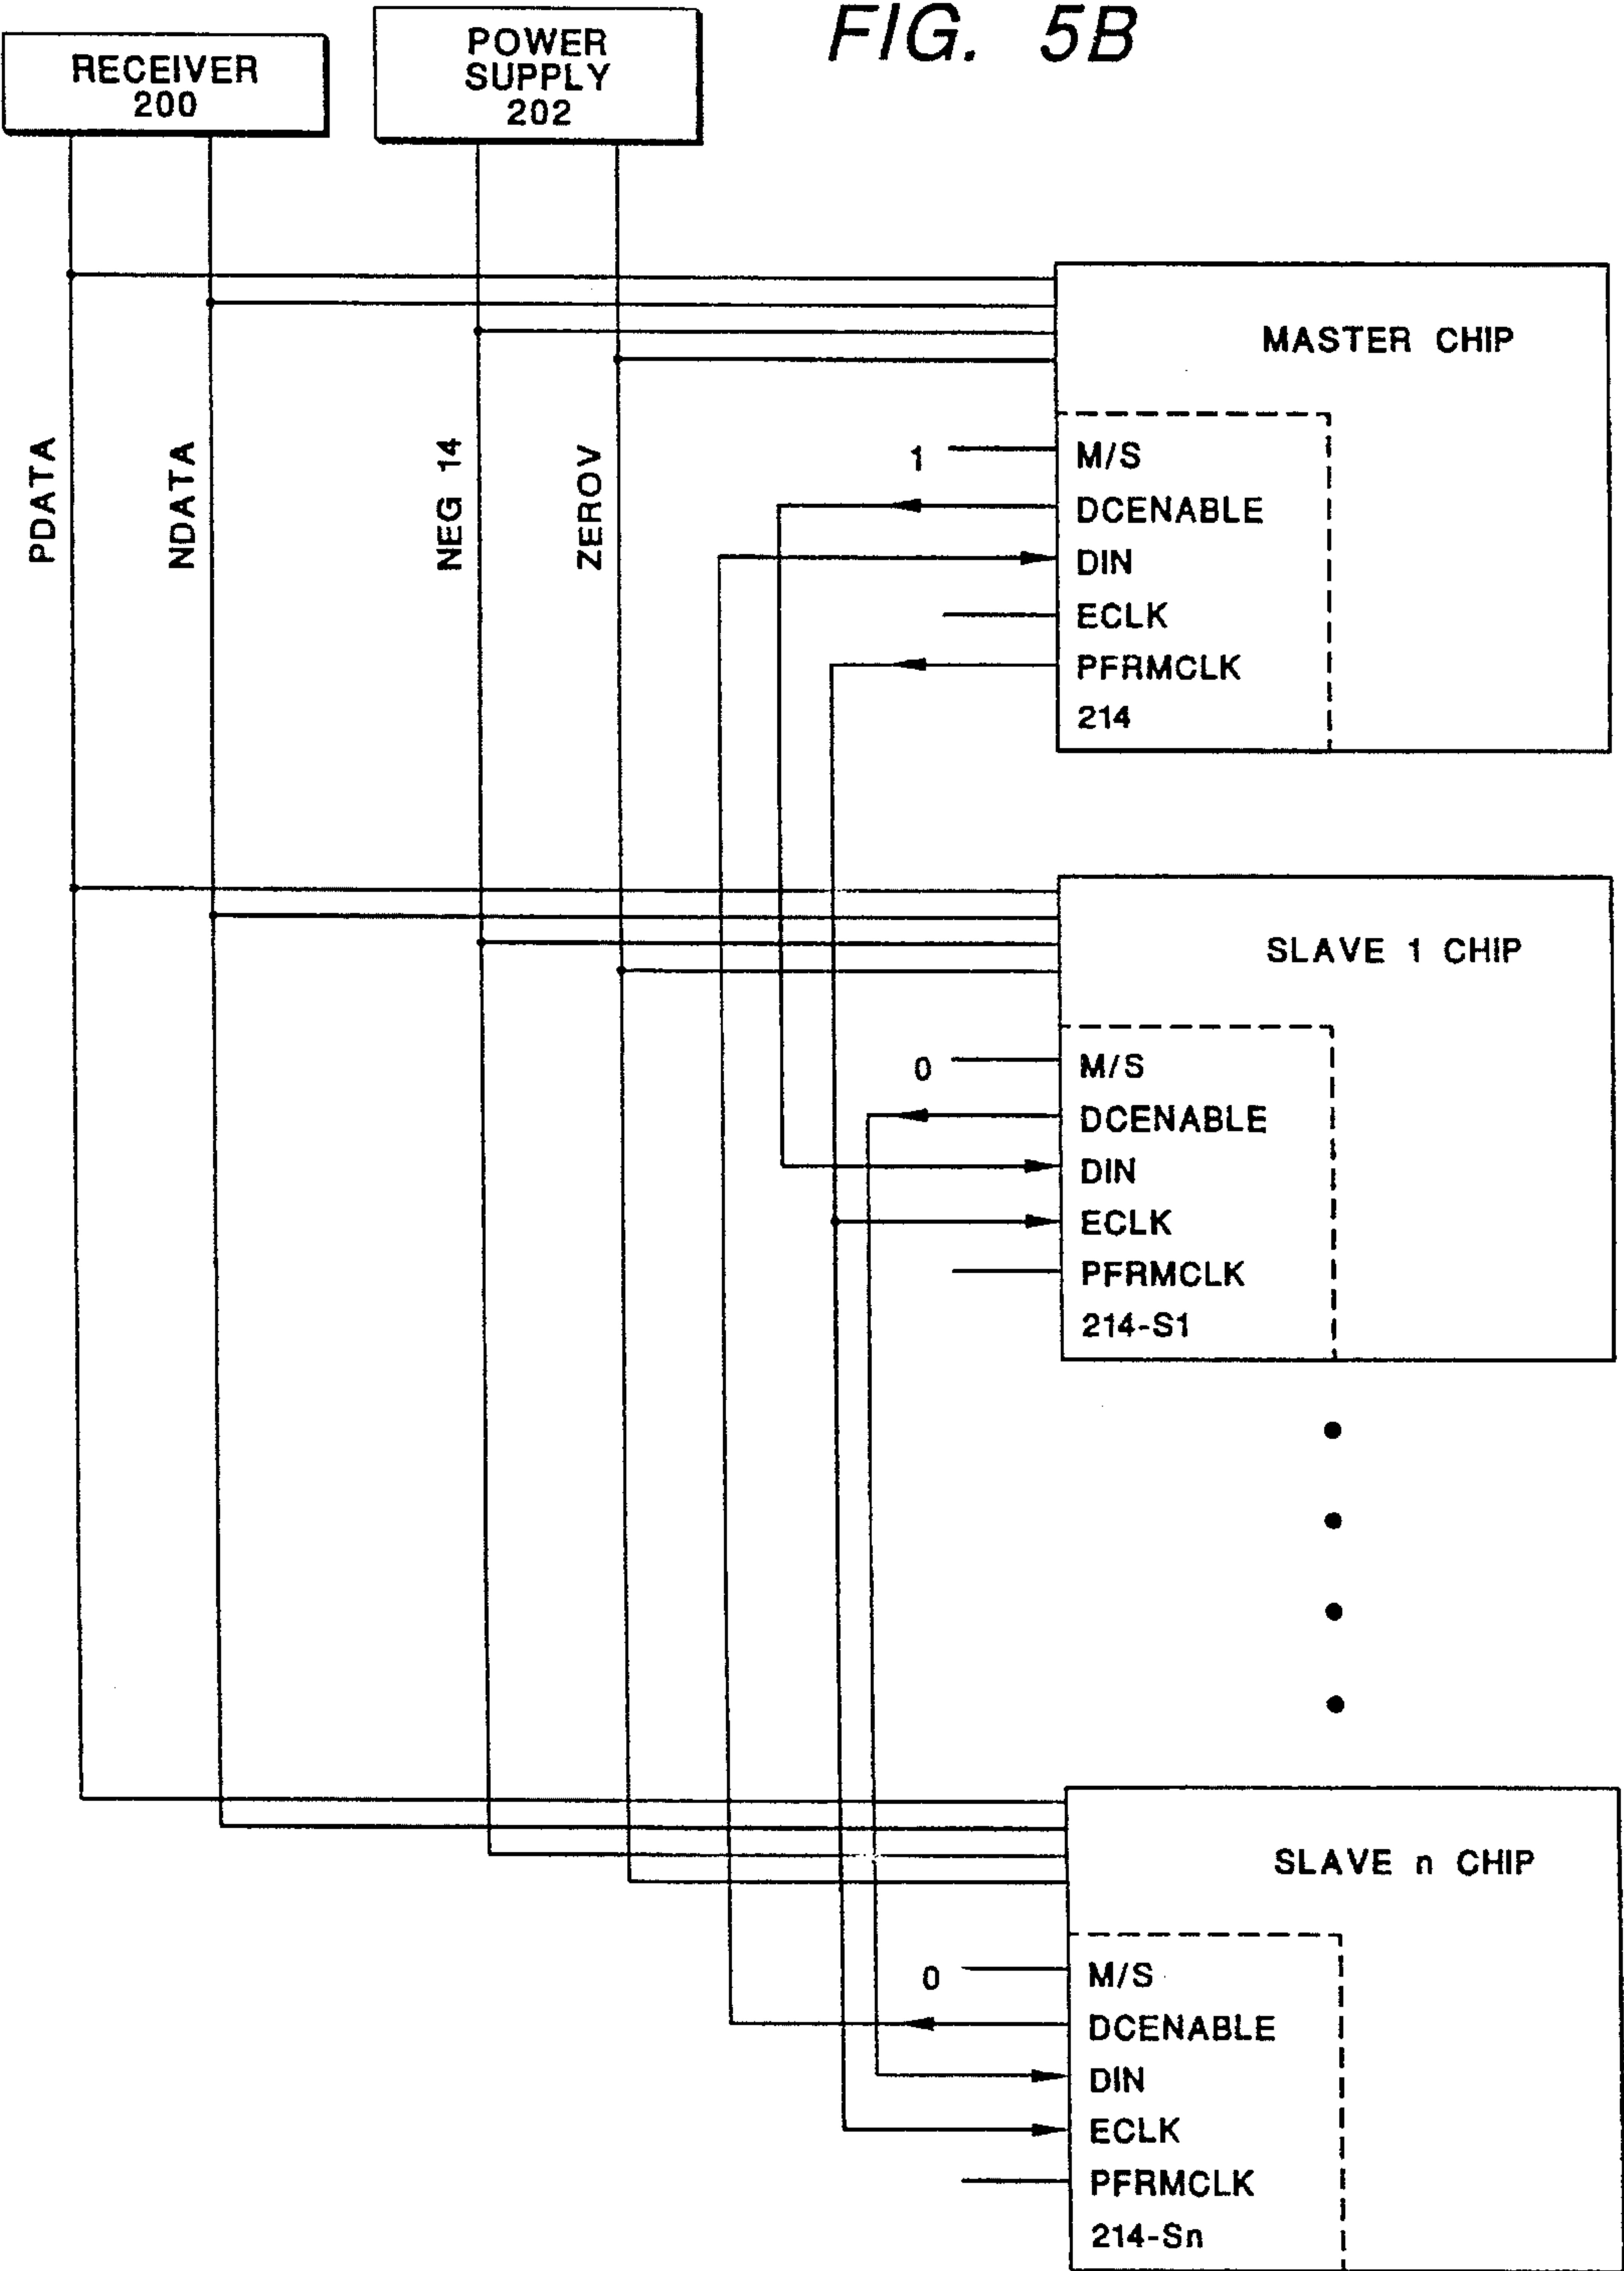 FIG. 5B
RECEIVER
200
POWER
SUPPLY
202
PDATA
NDATA
NEG 14
ZEROV
MASTER CHIP
1
M/S
DCENABLE
DIN
ECLK
PFRMCLK
214
SLAVE 1 CHIP
0
M/S
DCENABLE
DIN
ECLK
PFRMCLK
214-S1
SLAVE n CHIP
0
M/S
DCENABLE
DIN
ECLK
PFRMCLK
214-Sn